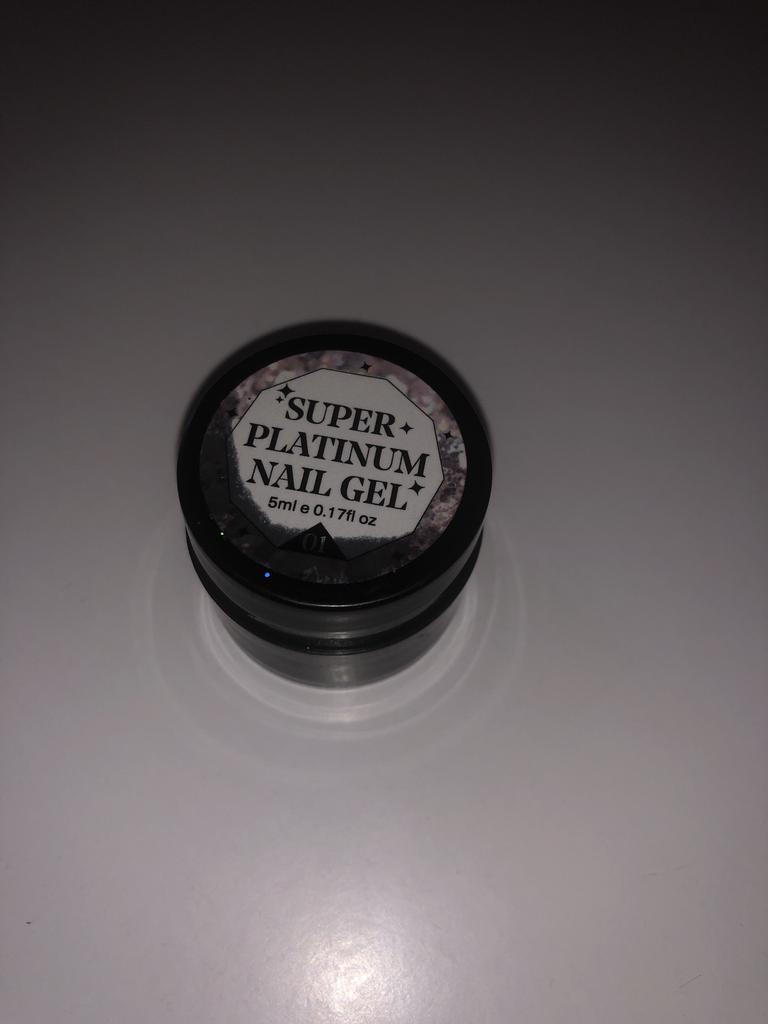 SUPER
PLATINUM
NAIL GEL
5ml e 0.17fl oz
01